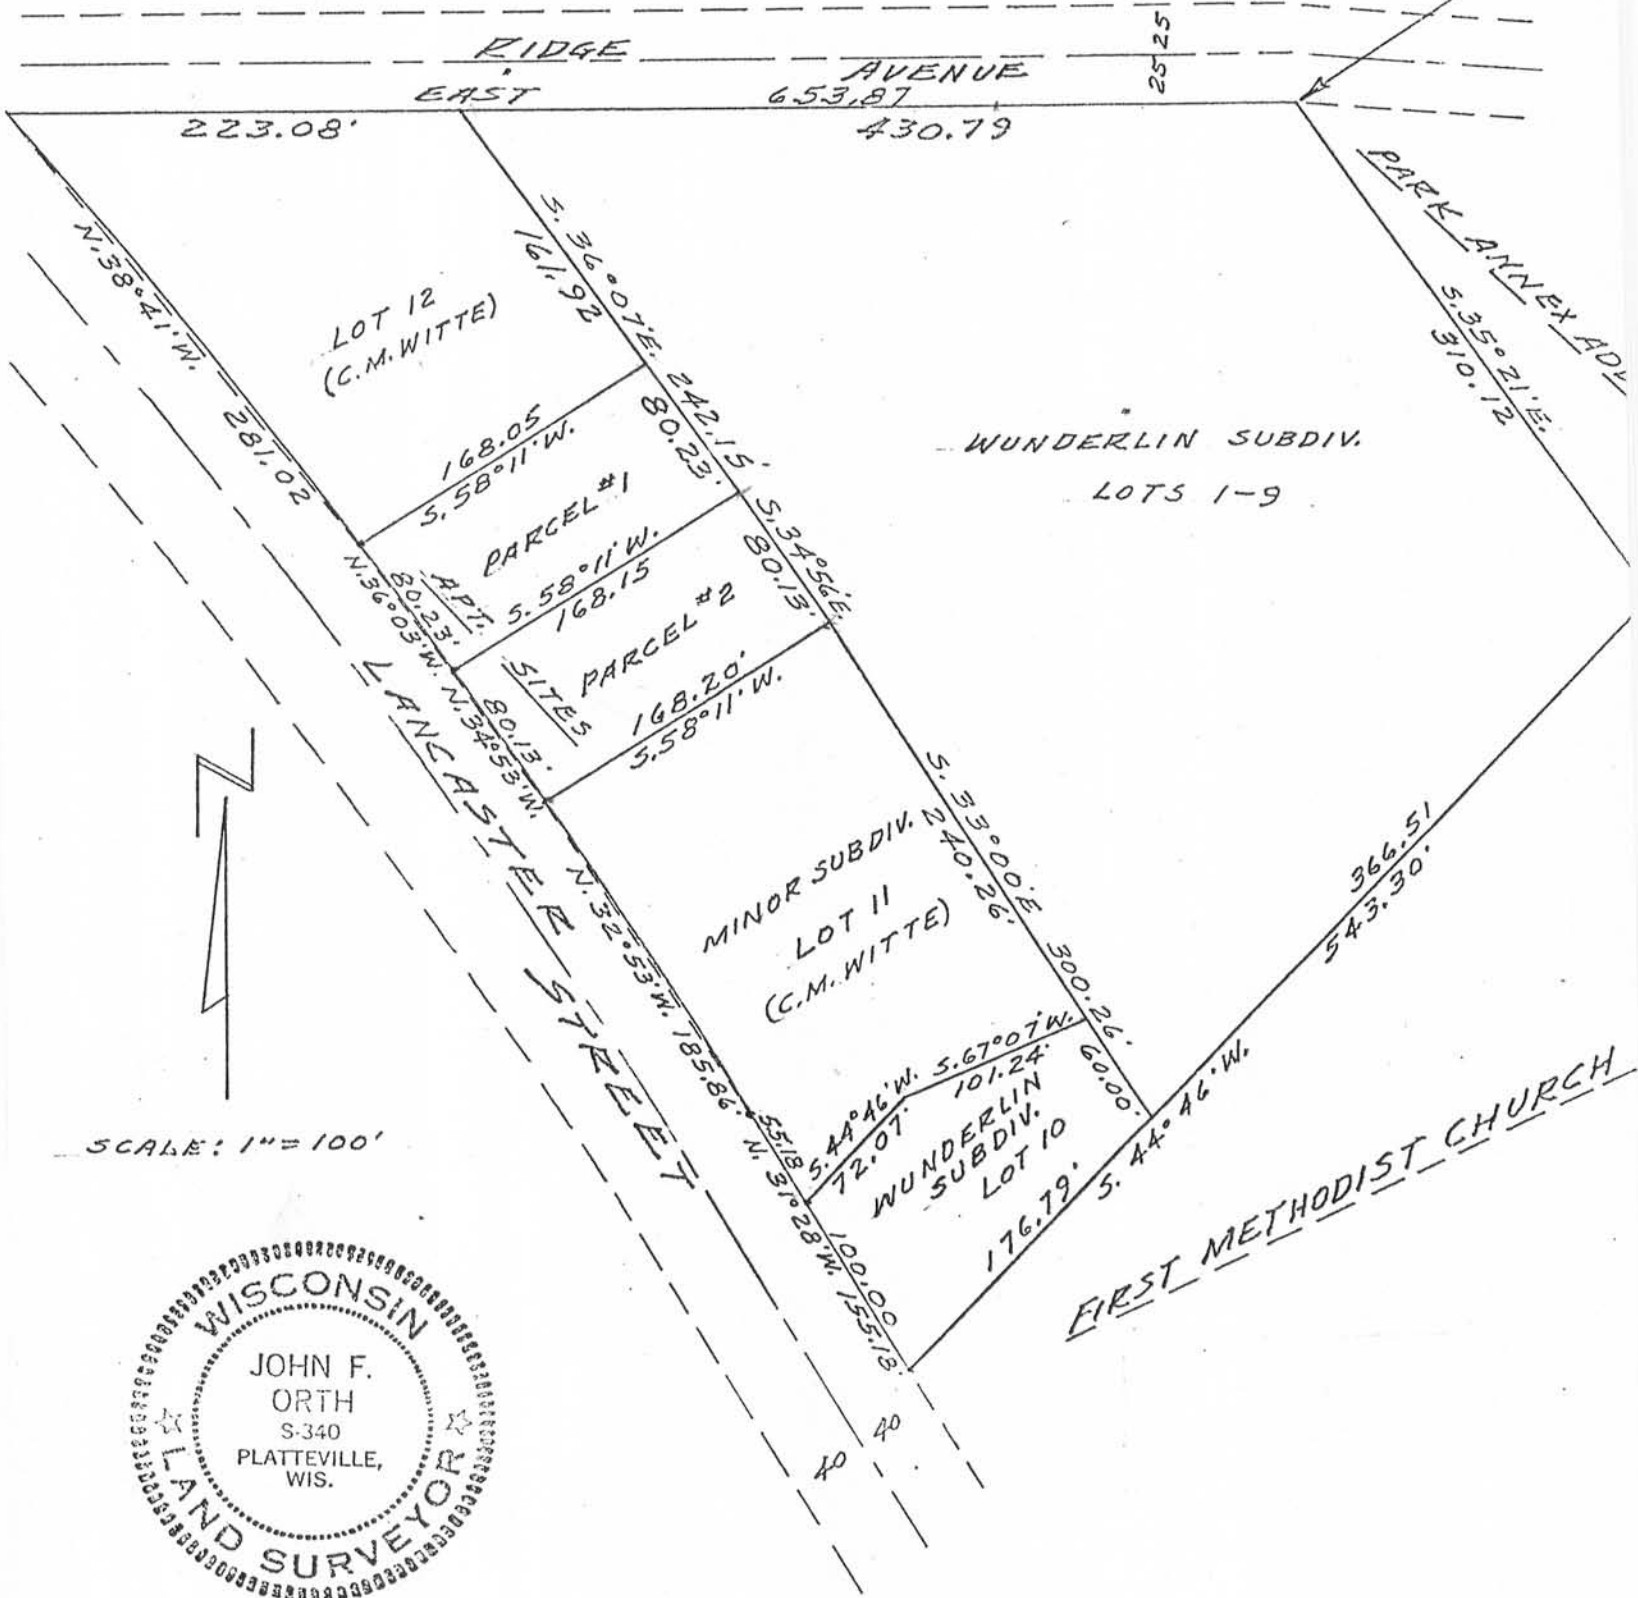 RIDGE AVENUE
25 25
EAST 653.87
223.08'
430.79
PARK ANNEX
S. 35°21'E.
310.12
N. 38°41'W.
281.02
S. 36°07'E. 242.15'
161.92
80.23'
LOT 12
(C.M. WITTE)
168.05
S. 58°11'W.
WUNDERLIN SUBDIV.
LOTS 1-9
PARCEL #1
S. 58°11'W.
168.15
S. 34°56'E.
80.13'
APT.
SITES
PARCEL #2
168.20'
S. 58°11'W.
80.23'
N. 36°03'W.
80.13'
N. 34°53'W.
LANCASTER STREET
S. 33°00'E 300.26'
240.26'
60.00'
MINOR SUBDIV.
LOT 11
(C.M. WITTE)
N. 32°53'W. 185.86'
366.51
543.30'
S. 67°07'W.
101.24'
S. 44°46'W.
72.07'
WUNDERLIN
SUBDIV.
LOT 10
176.79'
S. 44°46'W.
55.18
100.00
N. 31°28'W. 155.18'
FIRST METHODIST CHURCH
40 40
SCALE: 1"=100'
WISCONSIN
JOHN F.
ORTH
S-340
PLATTEVILLE,
WIS.
LAND SURVEYOR